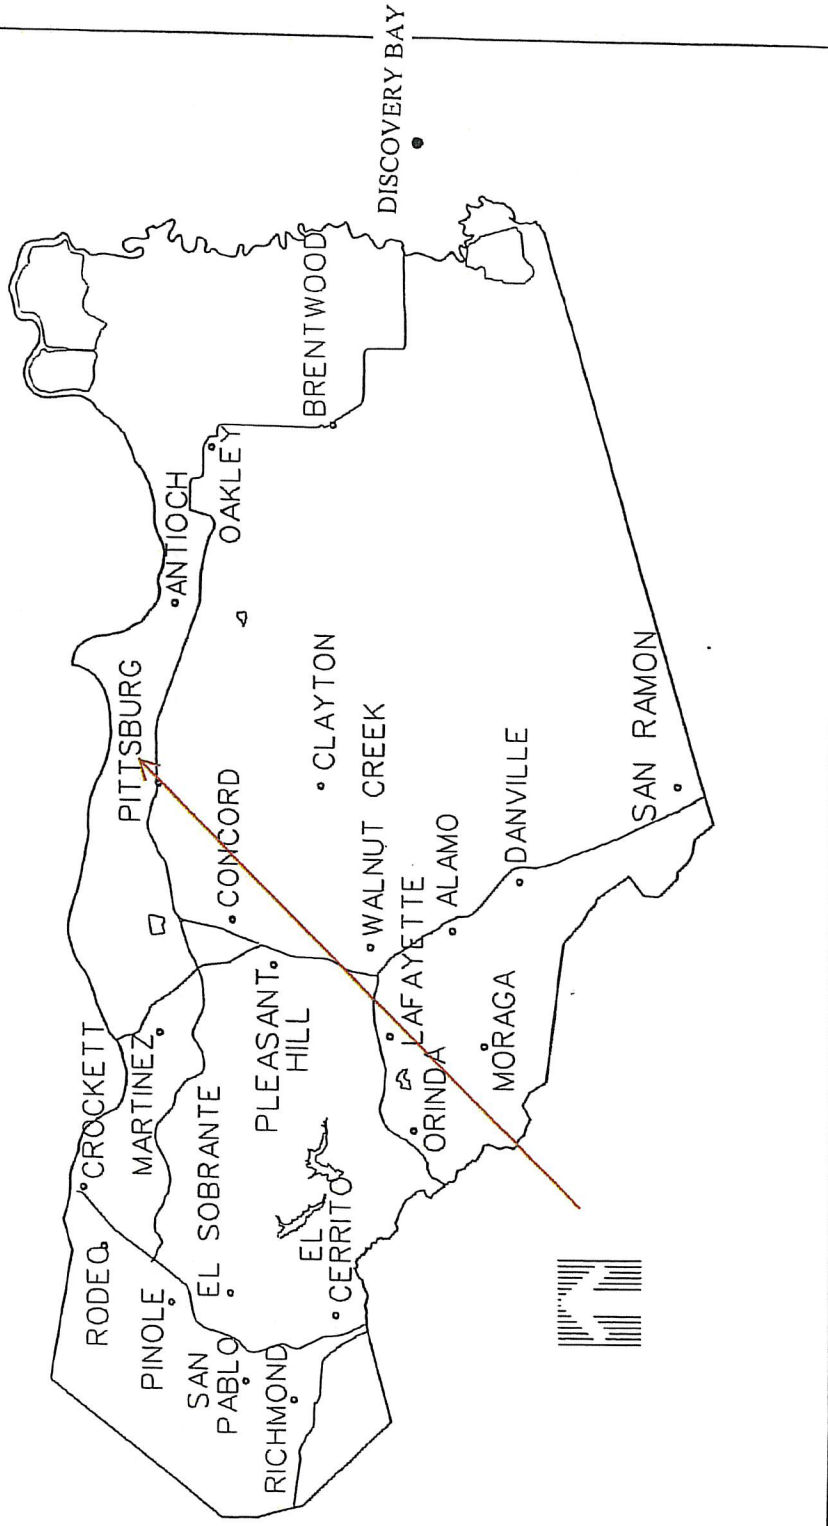 DISCOVERY BAY
BRENTWOOD
OAKLEY
ANTIOCH
PITTSBURG
CLAYTON
CONCORD
WALNUT CREEK
SAN RAMON
DANVILLE
ALAMO
LAFAYETTE
MORAGA
ORINDA
PLEASANT
HILL
CROCKETT
MARTINEZ
EL SOBRANTE
EL
CERRITO
RODEO
PINOLE
SAN
PABLO
RICHMOND